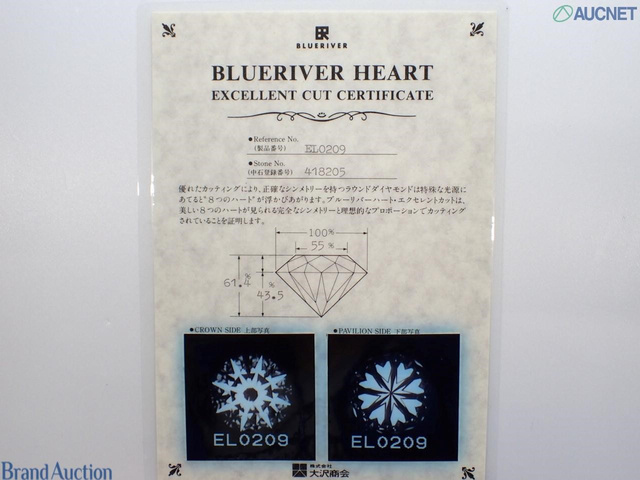 AUCNET
BR
BLUERIVER
BLUERIVER HEART
EXCELLENT CUT CERTIFICATE
●Reference No.
(製品番号) EL0209
●Stone No.
(中石登録番号) 418205
優れたカッティングにより、正確なシンメトリーを持つラウンドダイヤモンドは特殊な光源に
あてると"8つのハート"が浮かびあがります。ブルーリバーハート・エクセレントカットは、
美しい8つのハートが見られる完全なシンメトリーと理想的なプロポーションでカッティング
されていることを証明します。
100%
55 %
61.4%
43.5%
●CROWN SIDE 上部写真 ●PAVILION SIDE 下部写真
EL0209 EL0209
株式会社
大沢商会
Brand Auction